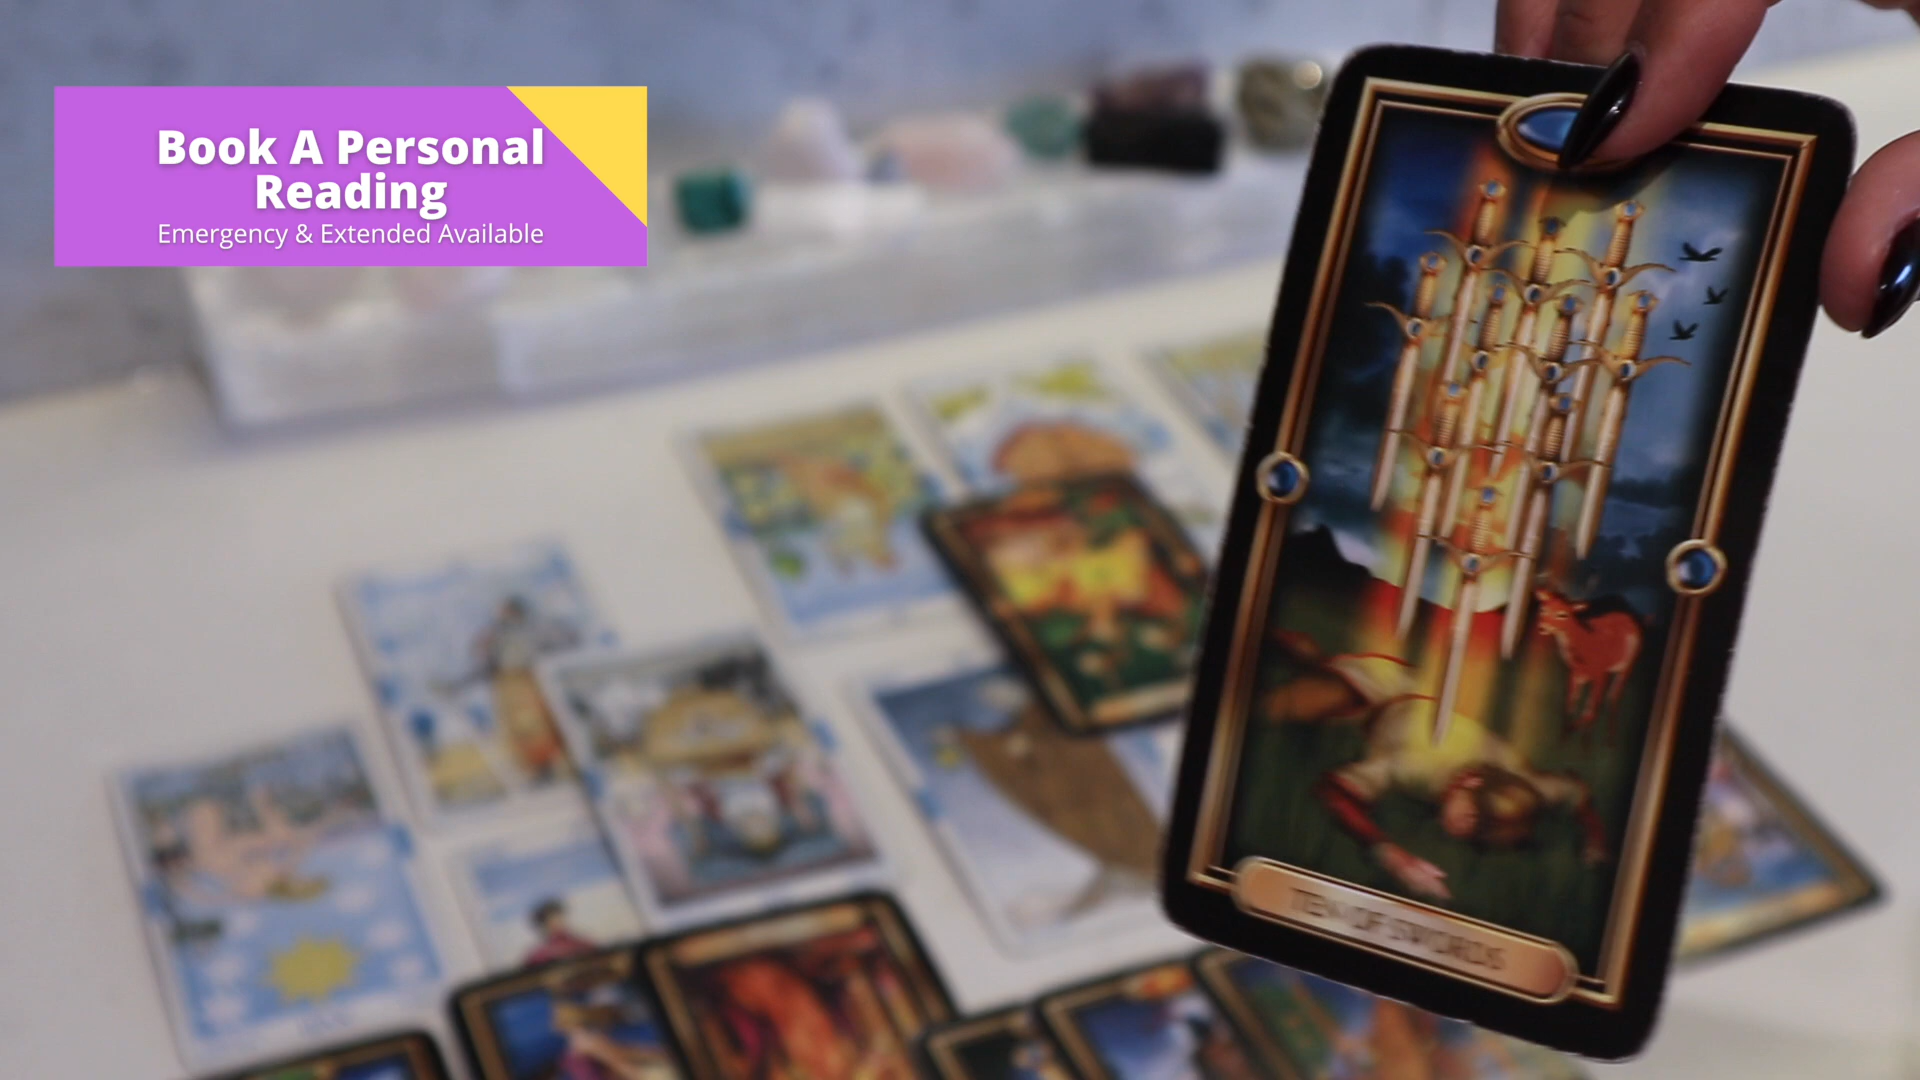 Book A Personal
Reading
Emergency & Extended Available
TEN OF SWORDS